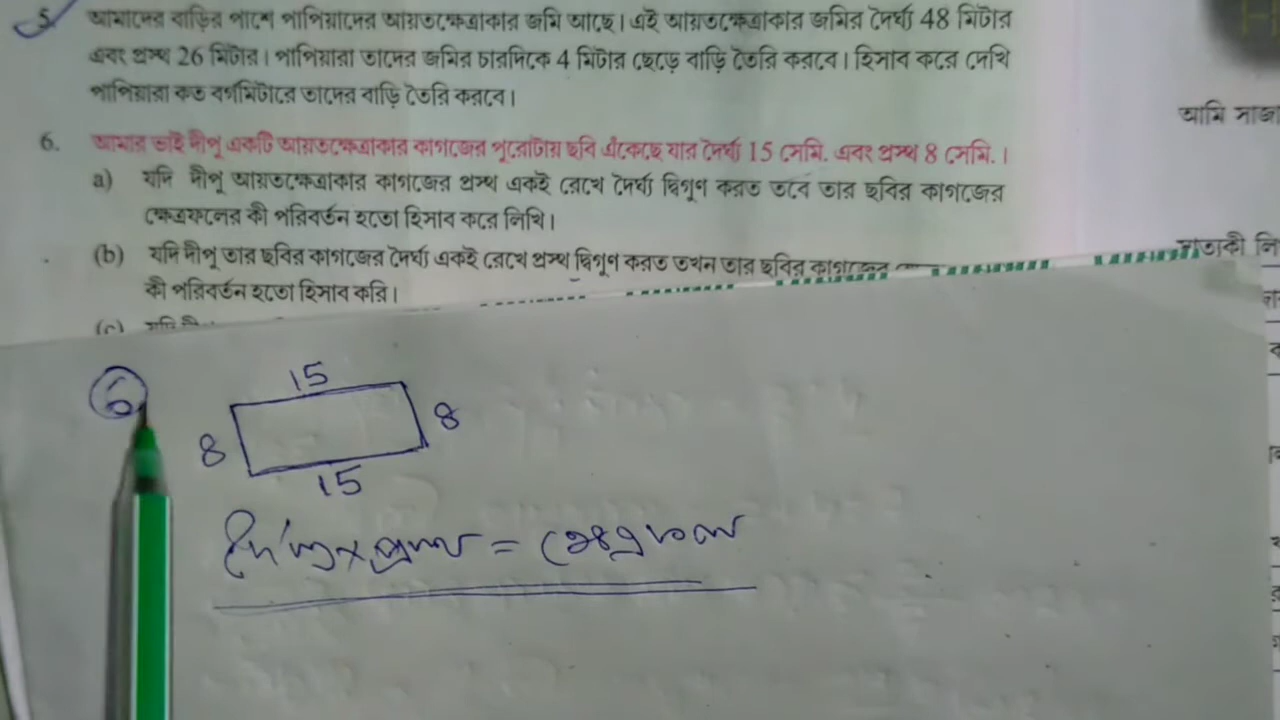 5. আমাদের বাড়ির পাশে পাপিয়াদের আয়তক্ষেত্রাকার জমি আছে। এই আয়তক্ষেত্রাকার জমির দৈর্ঘ্য 48 মিটার
এবং প্রস্থ 26 মিটার। পাপিয়ারা তাদের জমির চারদিকে 4 মিটার ছেড়ে বাড়ি তৈরি করবে। হিসাব করে দেখি
পাপিয়ারা কত বর্গমিটারে তাদের বাড়ি তৈরি করবে।
আমি সাজা
6. আমার ভাই দীপু একটি আয়তক্ষেত্রাকার কাগজের পুরোটায় ছবি এঁকেছে যার দৈর্ঘ্য 15 সেমি. এবং প্রস্থ 8 সেমি.।
a) যদি দীপু আয়তক্ষেত্রাকার কাগজের প্রস্থ একই রেখে দৈর্ঘ্য দ্বিগুণ করত তবে তার ছবির কাগজের
ক্ষেত্রফলের কী পরিবর্তন হতো হিসাব করে লিখি।
(b) যদি দীপু তার ছবির কাগজের দৈর্ঘ্য একই রেখে প্রস্থ দ্বিগুণ করত তখন তার ছবির কাগজের
কী পরিবর্তন হতো হিসাব করি।
(c) যদি
6
15
8
8
15
দৈর্ঘ্য × প্রস্থ = ক্ষেত্রফল